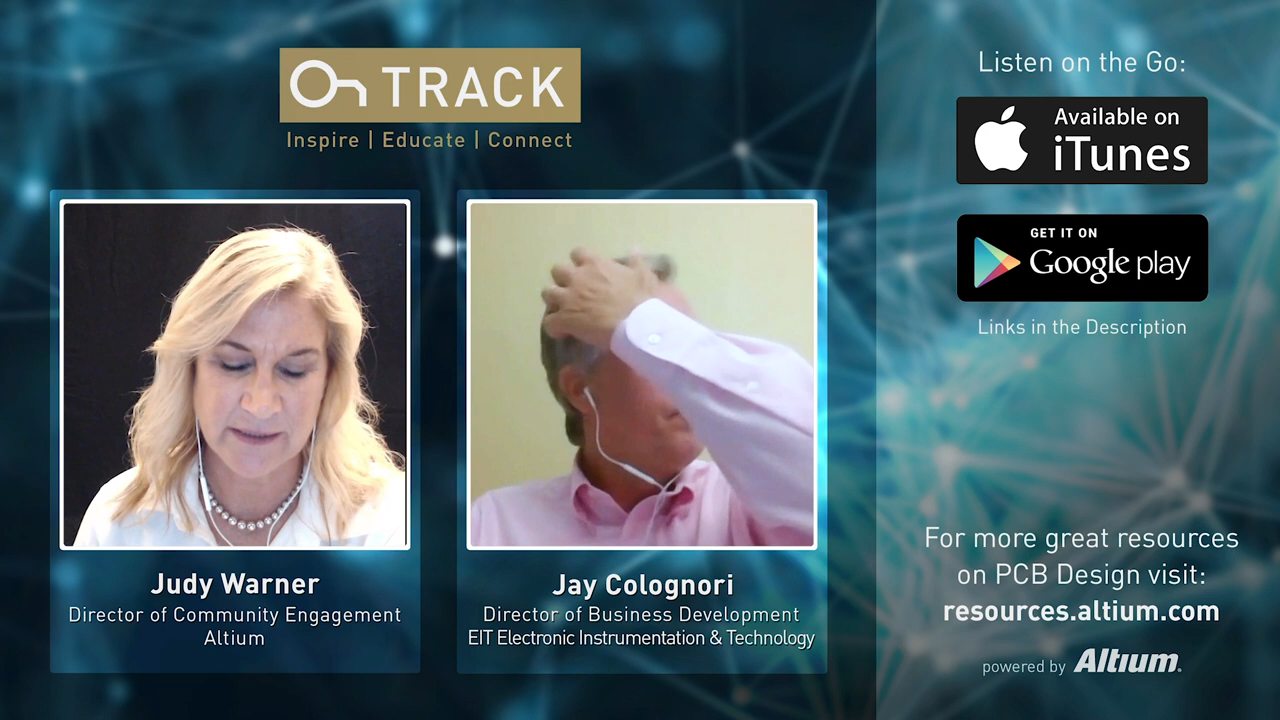 On TRACK
Inspire | Educate | Connect
Judy Warner
Director of Community Engagement
Altium
Jay Colognori
Director of Business Development
EIT Electronic Instrumentation & Technology
Listen on the Go:
Available on
iTunes
GET IT ON
Google play
Links in the Description
For more great resources
on PCB Design visit:
resources.altium.com
powered by Altium.